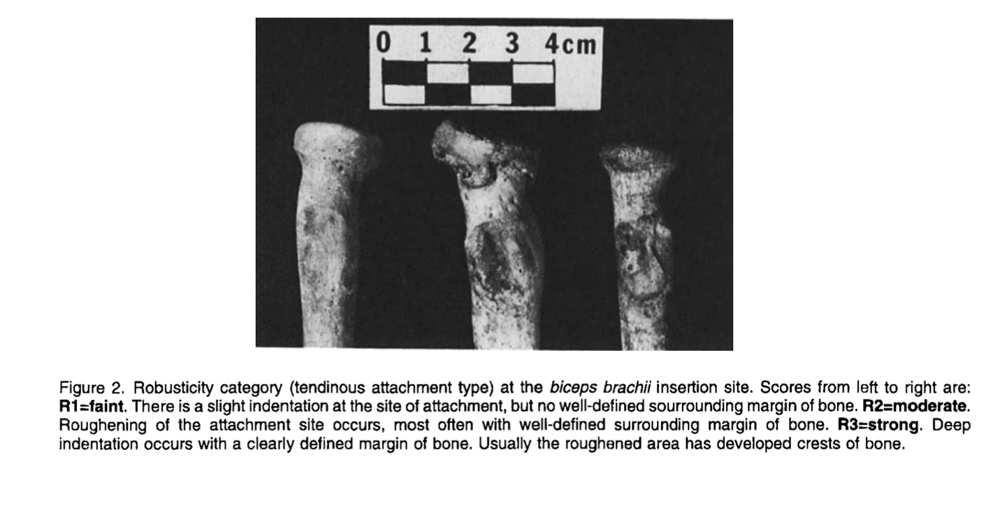 0 1 2 3 4cm
Figure 2. Robusticity category (tendinous attachment type) at the biceps brachii insertion site. Scores from left to right are:
R1=faint. There is a slight indentation at the site of attachment, but no well-defined sourrounding margin of bone. R2=moderate.
Roughening of the attachment site occurs, most often with well-defined surrounding margin of bone. R3=strong. Deep
indentation occurs with a clearly defined margin of bone. Usually the roughened area has developed crests of bone.